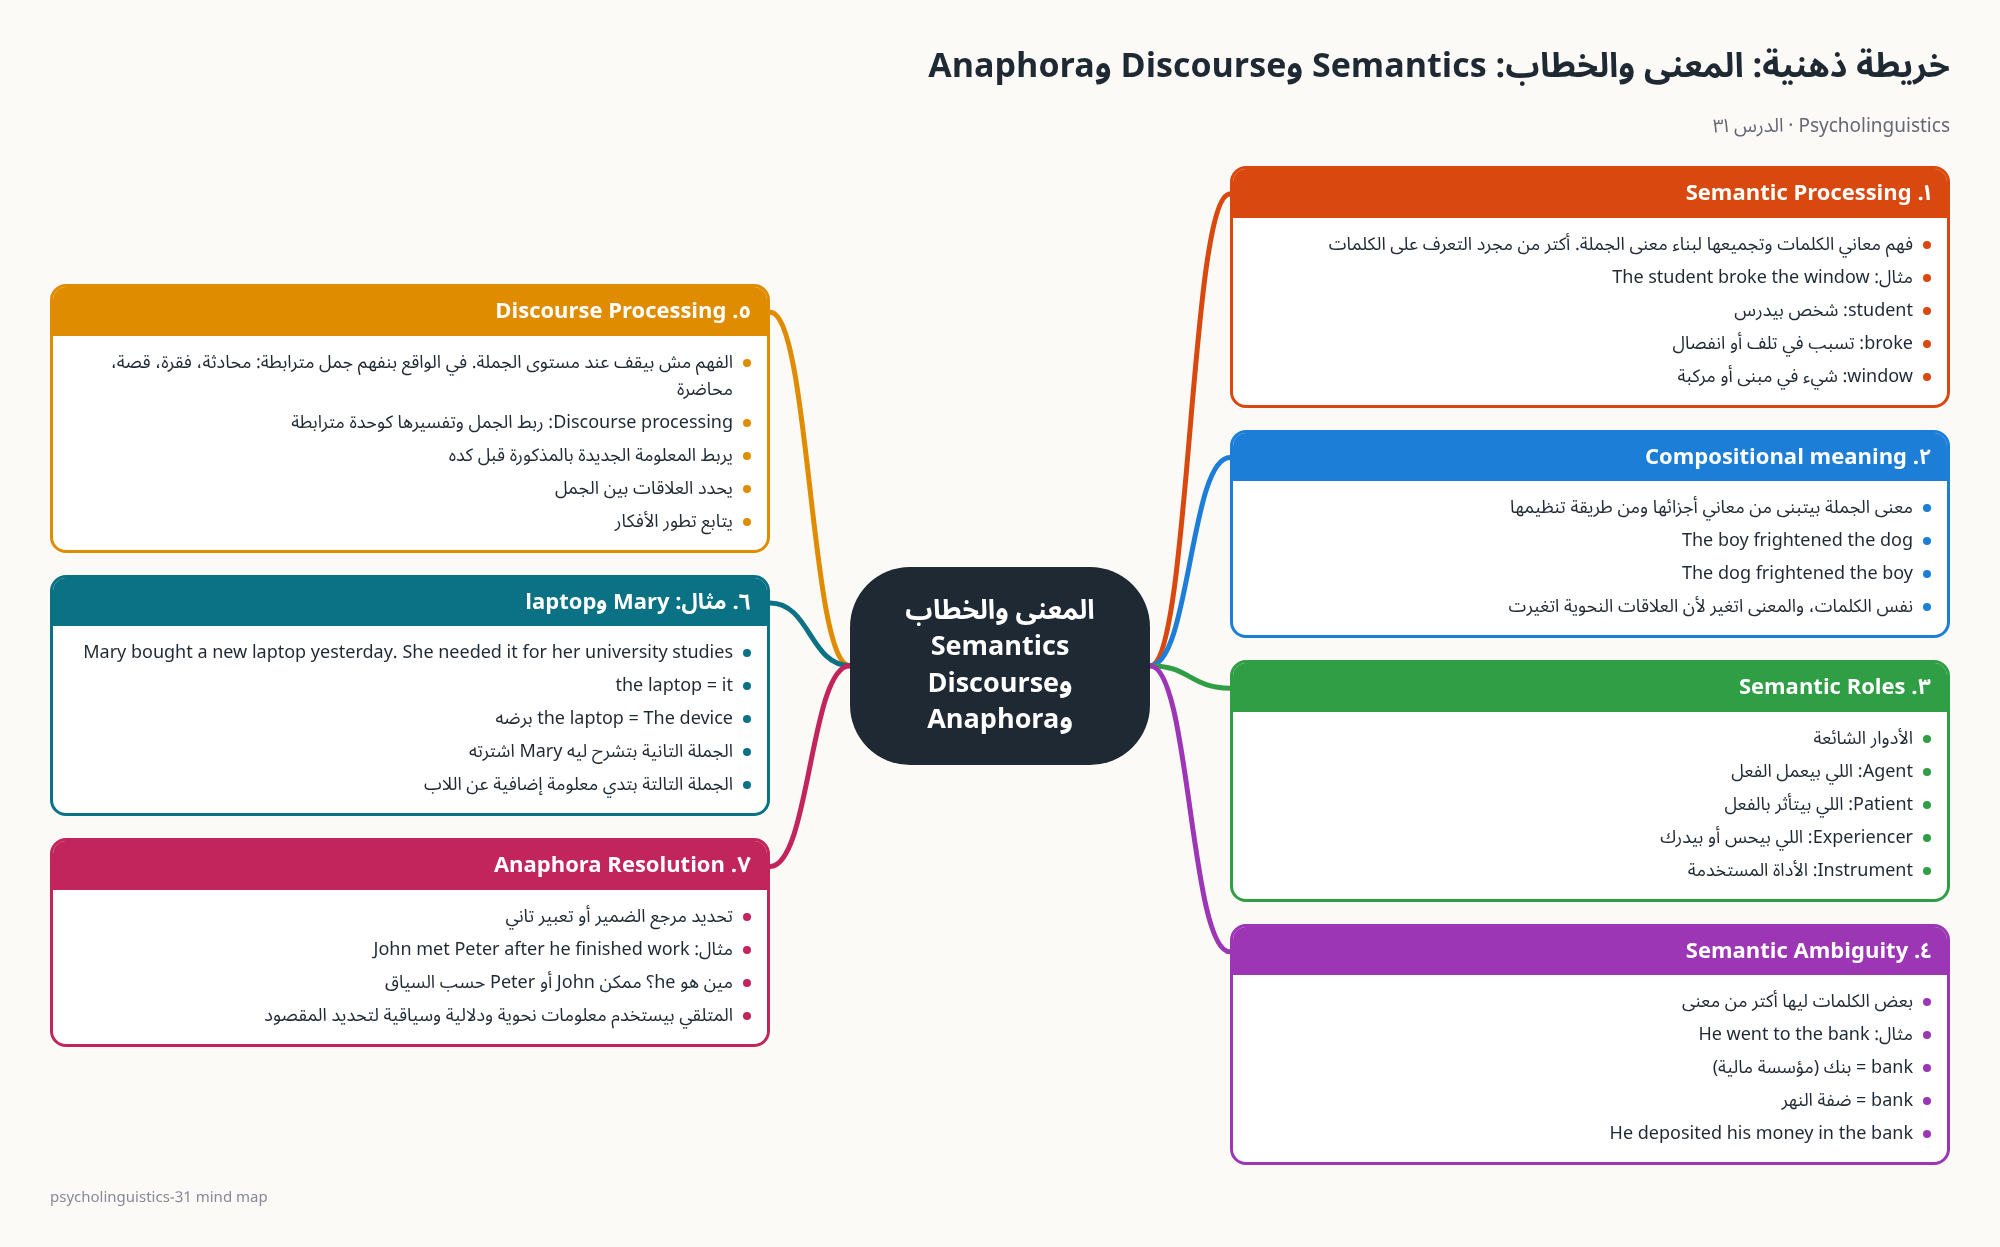 خريطة ذهنية: المعنى والخطاب: Semantics وDiscourse وAnaphora
Psycholinguistics · الدرس ٣١
١. Semantic Processing
فهم معاني الكلمات وتجميعها لبناء معنى الجملة. أكتر من مجرد التعرف على الكلمات
مثال: The student broke the window
student: شخص بيدرس
broke: تسبب في تلف أو انفصال
window: شيء في مبنى أو مركبة
٢. Compositional meaning
معنى الجملة بيتبنى من معاني أجزائها ومن طريقة تنظيمها
The boy frightened the dog
The dog frightened the boy
نفس الكلمات، والمعنى اتغير لأن العلاقات النحوية اتغيرت
٣. Semantic Roles
الأدوار الشائعة
Agent: اللي بيعمل الفعل
Patient: اللي بيتأثر بالفعل
Experiencer: اللي بيحس أو بيدرك
Instrument: الأداة المستخدمة
٤. Semantic Ambiguity
بعض الكلمات ليها أكتر من معنى
مثال: He went to the bank
bank = بنك (مؤسسة مالية)
bank = ضفة النهر
He deposited his money in the bank
المعنى والخطاب
Semantics
وDiscourse
وAnaphora
٥. Discourse Processing
الفهم مش بيقف عند مستوى الجملة. في الواقع بنفهم جمل مترابطة: محادثة، فقرة، قصة،
محاضرة
Discourse processing: ربط الجمل وتفسيرها كوحدة مترابطة
يربط المعلومة الجديدة بالمذكورة قبل كده
يحدد العلاقات بين الجمل
يتابع تطور الأفكار
٦. مثال: Mary وlaptop
Mary bought a new laptop yesterday. She needed it for her university studies
the laptop = it
the laptop = The device برضه
الجملة التانية بتشرح ليه Mary اشترته
الجملة التالتة بتدي معلومة إضافية عن اللاب
٧. Anaphora Resolution
تحديد مرجع الضمير أو تعبير تاني
مثال: John met Peter after he finished work
مين هو he؟ ممكن John أو Peter حسب السياق
المتلقي بيستخدم معلومات نحوية ودلالية وسياقية لتحديد المقصود
psycholinguistics-31 mind map